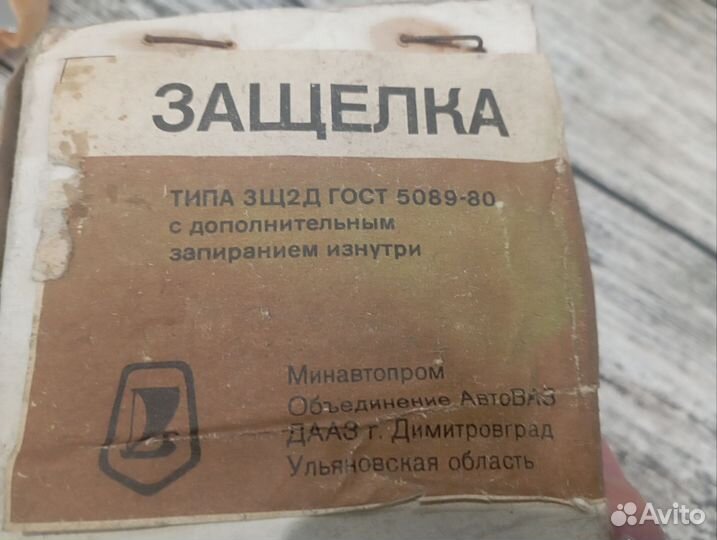 ЗАЩЕЛКА
ТИПА ЗЩ2Д ГОСТ 5089-80
с дополнительным
запиранием изнутри
Минавтопром
Объединение АвтоВАЗ
ДААЗ г. Димитровград
Ульяновская область
Avito